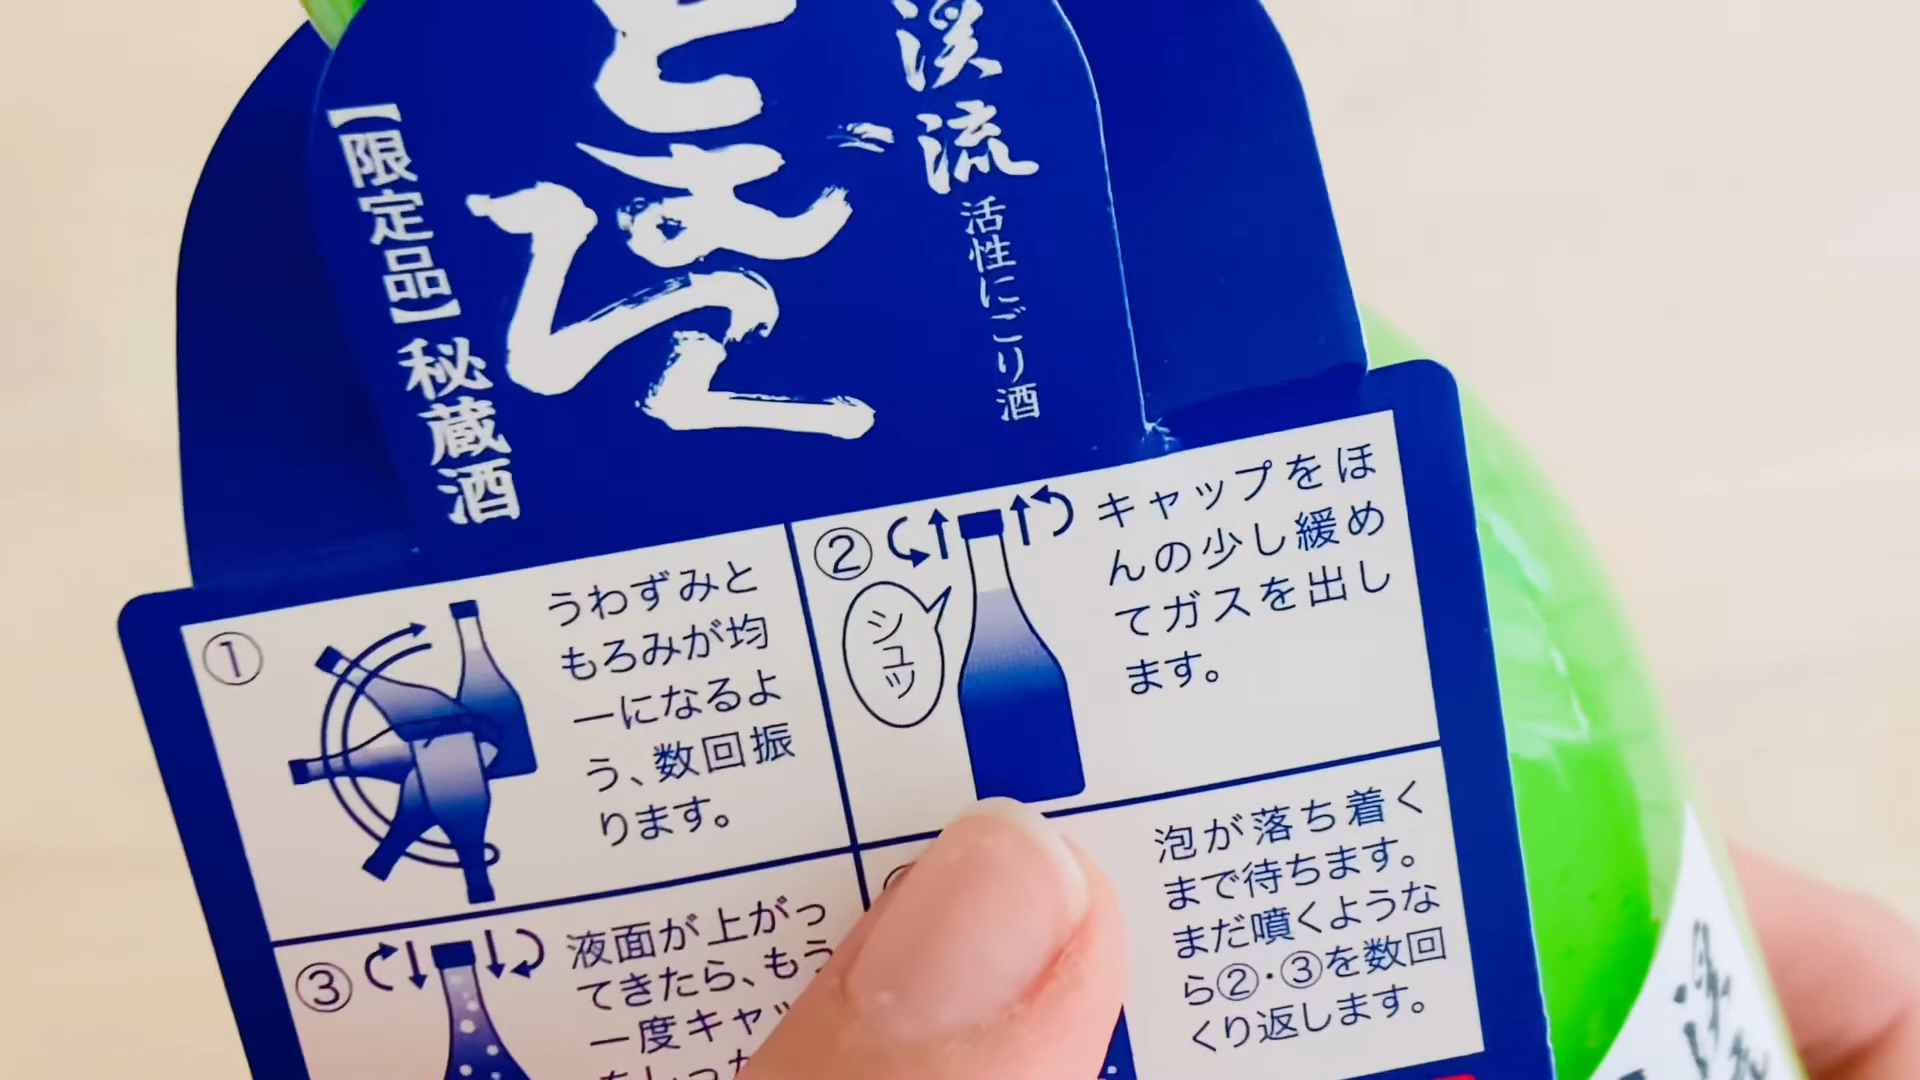 渓流
活性にごり酒
どぶろく
【限定品】秘蔵酒
①
うわずみと
もろみが均
一になるよ
う、数回振
ります。
②
シュッ
キャップをほ
んの少し緩め
てガスを出し
ます。
③
液面が上がっ
てきたら、もう
一度キャッ
泡が落ち着く
まで待ちます。
まだ噴くような
ら②・③を数回
くり返します。